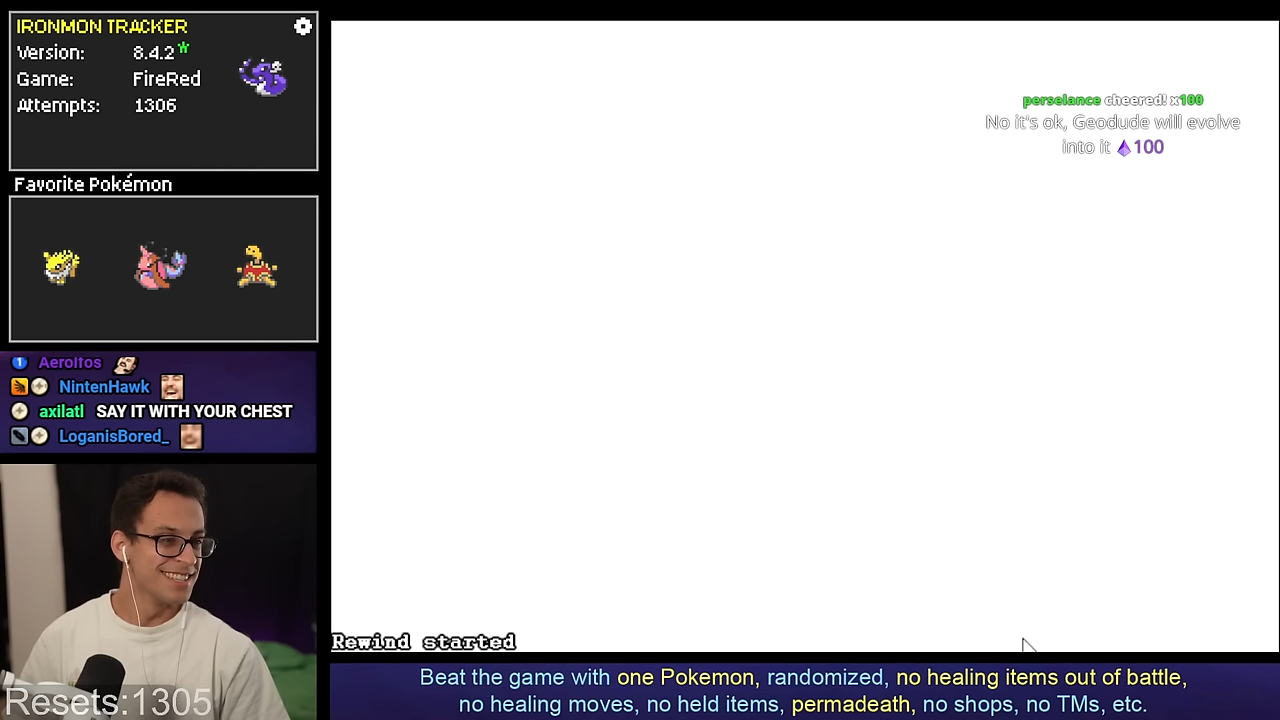 IRONMON TRACKER
Version: 8.4.2
Game: FireRed
Attempts: 1306
Favorite Pokémon
1 Aerolfos
NintenHawk
axilatl SAY IT WITH YOUR CHEST
LoganisBored_
Resets:1305
perselance cheered! x100
No it's ok, Geodude will evolve
into it 100
Rewind started
Beat the game with one Pokemon, randomized, no healing items out of battle,
no healing moves, no held items, permadeath, no shops, no TMs, etc.